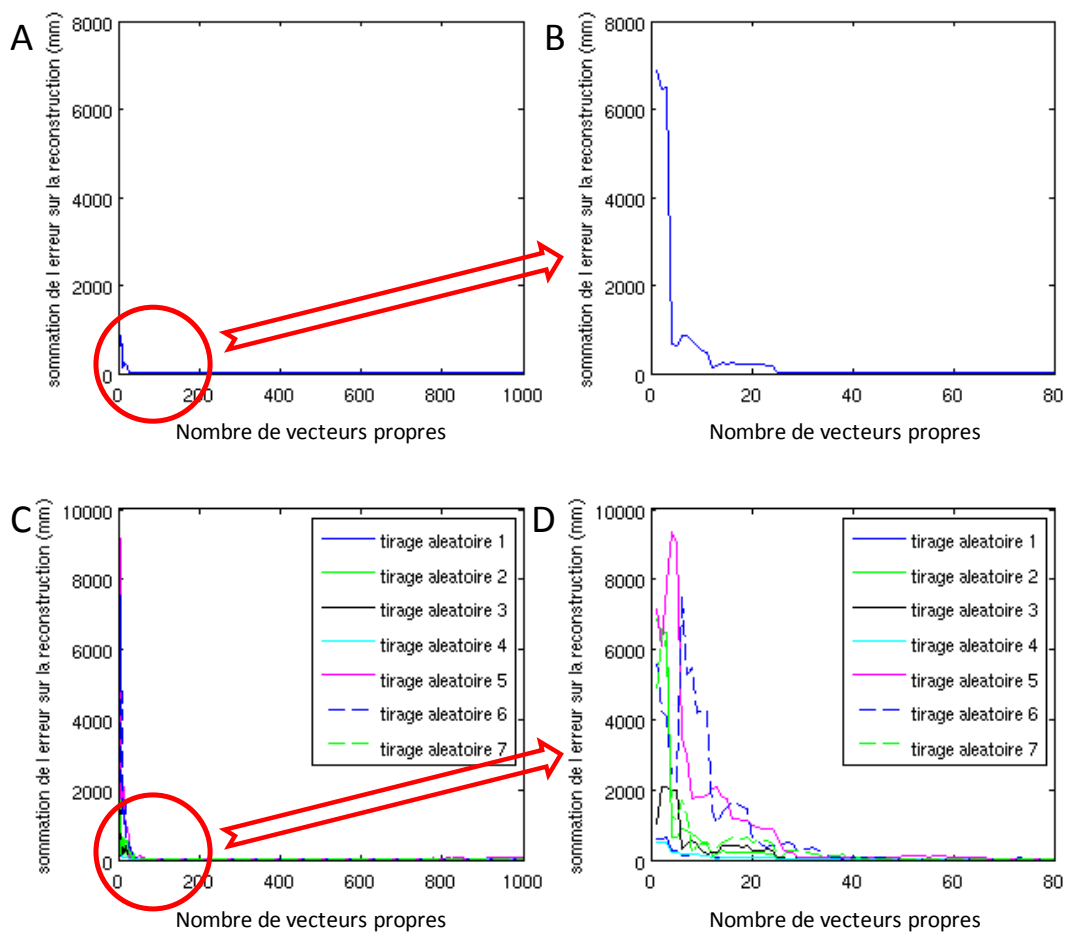 A
sommation de l erreur sur la reconstruction (mm)
8000
6000
4000
2000
0
0 200 400 600 800 1000
Nombre de vecteurs propres
B
sommation de l erreur sur la reconstruction (mm)
8000
6000
4000
2000
0
0 20 40 60 80
Nombre de vecteurs propres
C
sommation de l erreur sur la reconstruction (mm)
10000
8000
6000
4000
2000
0
0 200 400 600 800 1000
tirage aleatoire 1
tirage aleatoire 2
tirage aleatoire 3
tirage aleatoire 4
tirage aleatoire 5
tirage aleatoire 6
tirage aleatoire 7
Nombre de vecteurs propres
D
sommation de l erreur sur la reconstruction (mm)
10000
8000
6000
4000
2000
0
0 20 40 60 80
tirage aleatoire 1
tirage aleatoire 2
tirage aleatoire 3
tirage aleatoire 4
tirage aleatoire 5
tirage aleatoire 6
tirage aleatoire 7
Nombre de vecteurs propres